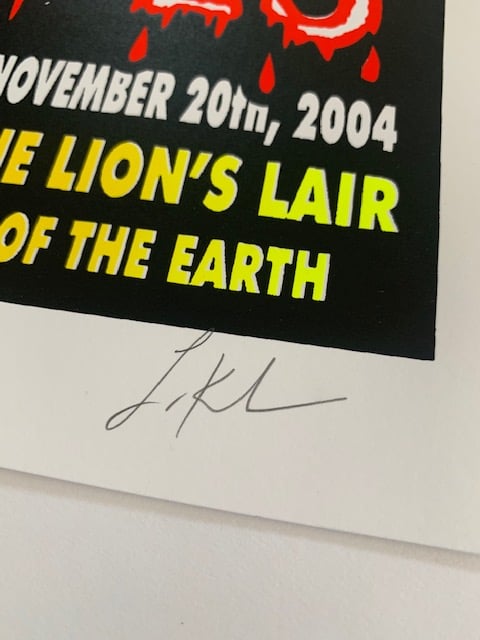 NOVEMBER 20th, 2004
LION'S LAIR
OF THE EARTH